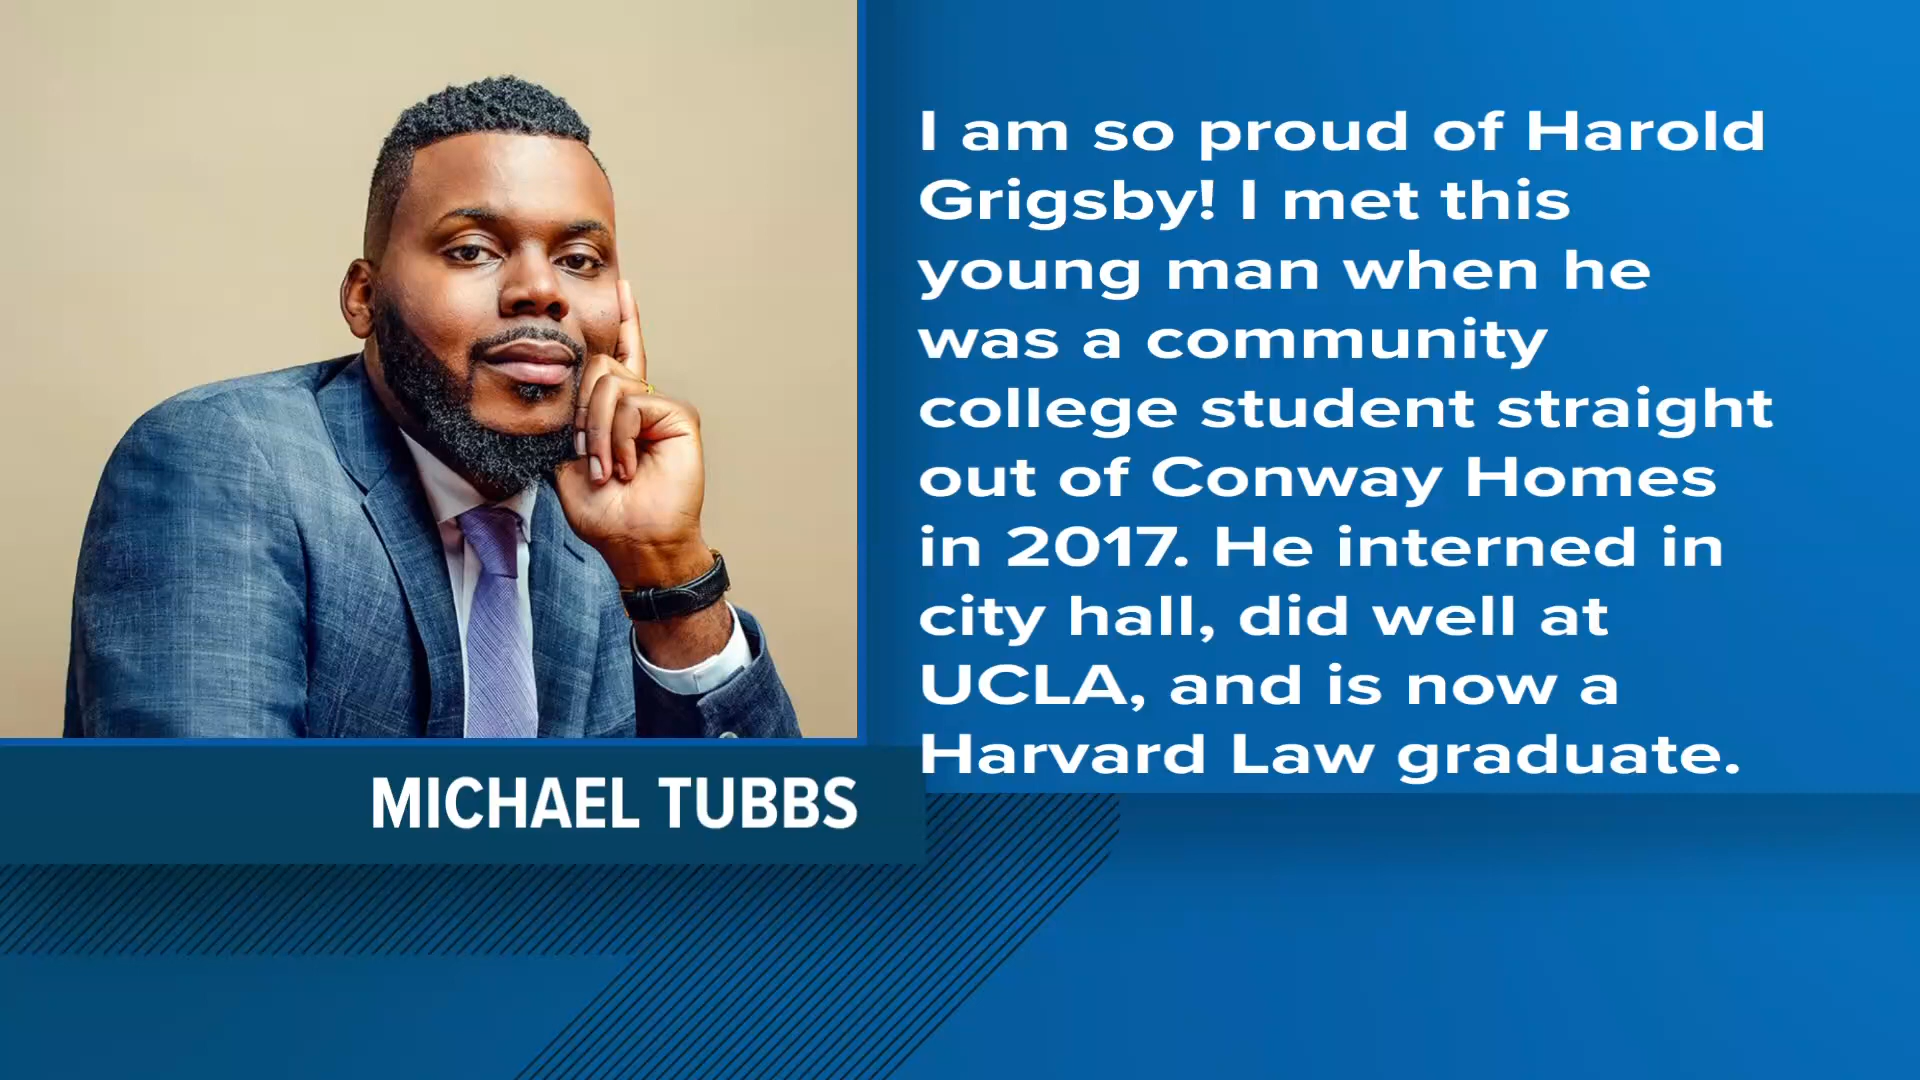 I am so proud of Harold
Grigsby! I met this
young man when he
was a community
college student straight
out of Conway Homes
in 2017. He interned in
city hall, did well at
UCLA, and is now a
Harvard Law graduate.
MICHAEL TUBBS